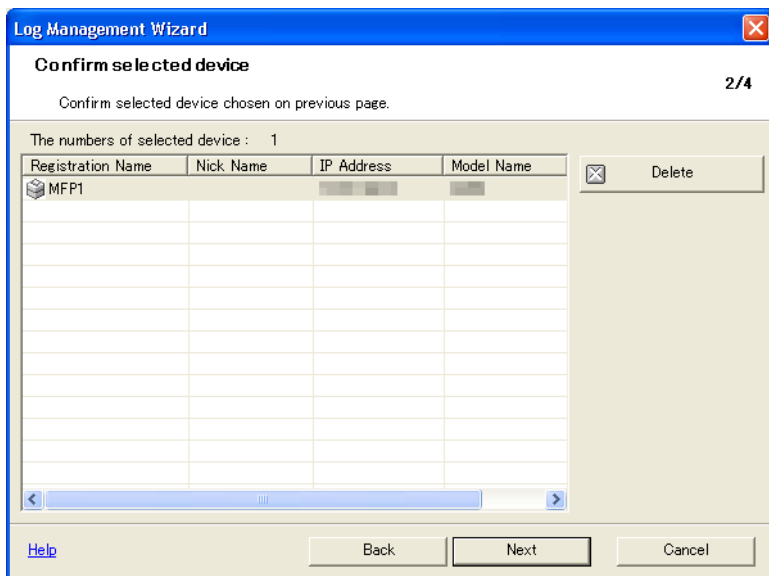 Log Management Wizard
Confirm selected device
2/4
Confirm selected device chosen on previous page.
The numbers of selected device : 1
Registration Name Nick Name IP Address Model Name
Delete
MFP1
Help Back Next Cancel